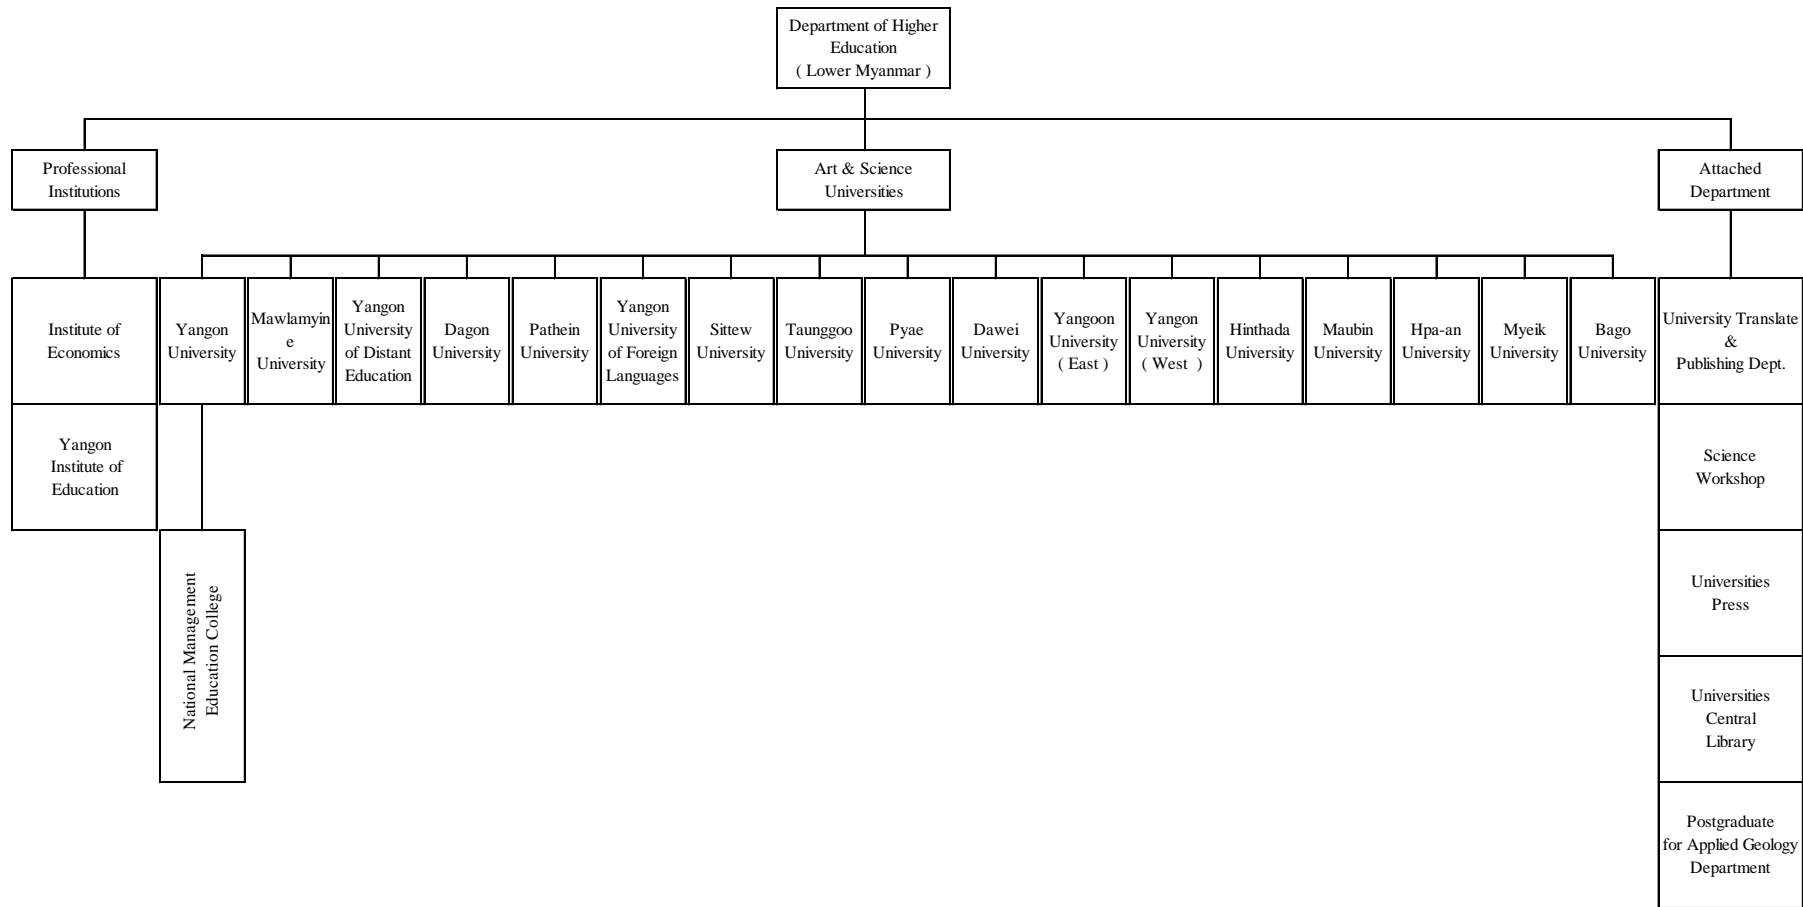 Department of Higher
Education
( Lower Myanmar )
Professional
Institutions
Art & Science
Universities
Attached
Department
Institute of
Economics
Yangon
University
Mawlamyin
e
University
Yangon
University
of Distant
Education
Dagon
University
Pathein
University
Yangon
University
of Foreign
Languages
Sittew
University
Taunggoo
University
Pyae
University
Dawei
University
Yangoon
University
( East )
Yangon
University
( West )
Hinthada
University
Maubin
University
Hpa-an
University
Myeik
University
Bago
University
University Translate
&
Publishing Dept.
Yangon
Institute of
Education
Science
Workshop
National Management
Education College
Universities
Press
Universities
Central
Library
Postgraduate
for Applied Geology
Department